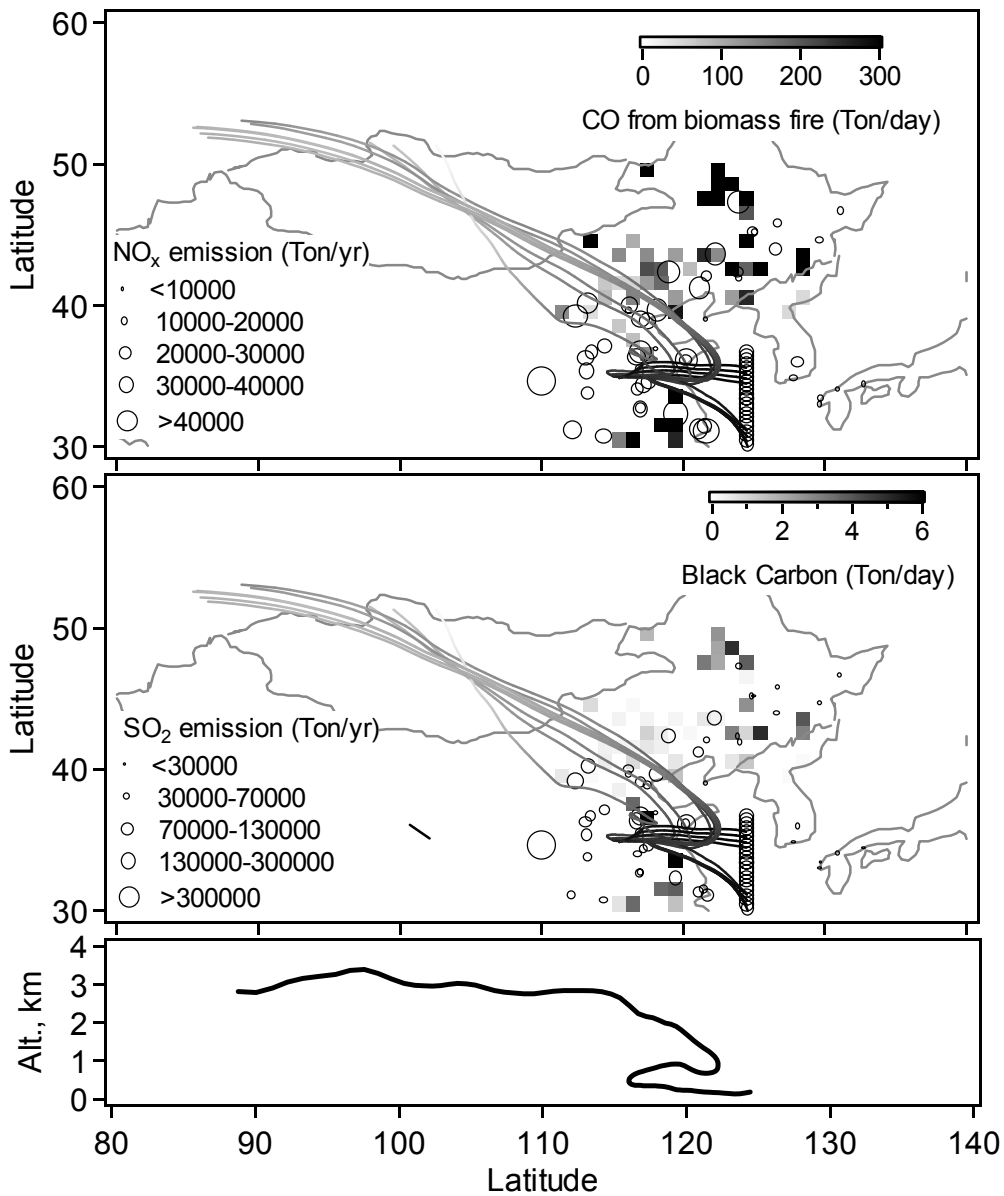 60
0 100 200 300
CO from biomass fire (Ton/day)
50
Latitude
NOx emission (Ton/yr)
<10000
40
10000-20000
20000-30000
30000-40000
>40000
30
60
0 2 4 6
Black Carbon (Ton/day)
50
Latitude
SO2 emission (Ton/yr)
<30000
40
30000-70000
70000-130000
130000-300000
>300000
30
4
3
Alt., km
2
1
0
80 90 100 110 120 130 140
Latitude